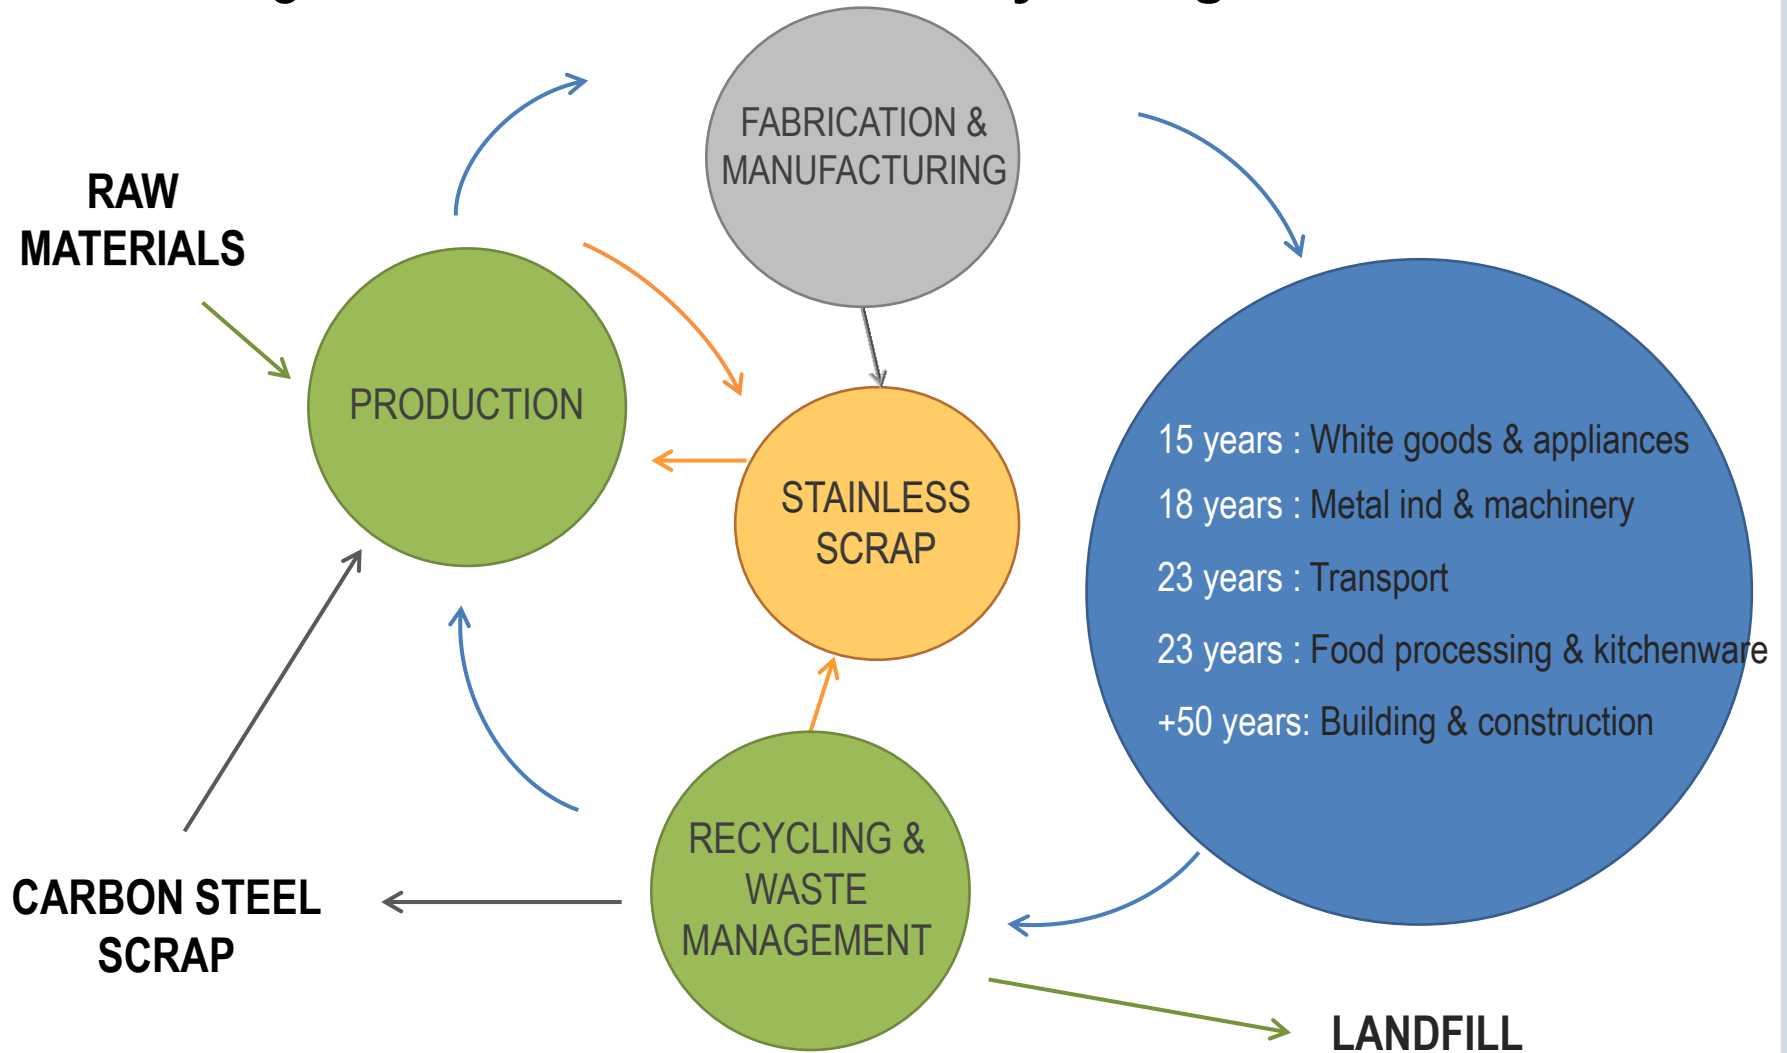 FABRICATION &
MANUFACTURING
RAW
MATERIALS
PRODUCTION
STAINLESS
SCRAP
15 years : White goods & appliances
18 years : Metal ind & machinery
23 years : Transport
23 years : Food processing & kitchenware
+50 years: Building & construction
RECYCLING &
WASTE
MANAGEMENT
CARBON STEEL
SCRAP
LANDFILL